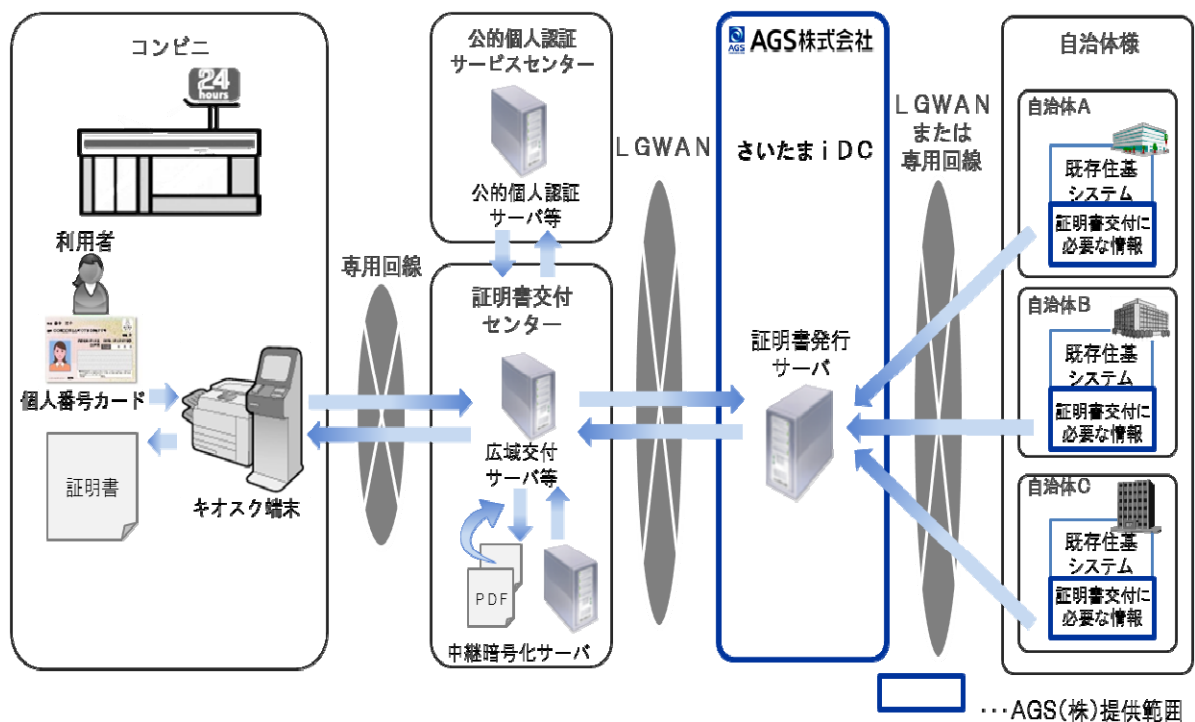 コンビニ
24
hours
利用者
個人番号カード
証明書
キオスク端末
専用回線
公的個人認証
サービスセンター
公的個人認証
サーバ等
証明書交付
センター
広域交付
サーバ等
PDF
中継暗号化サーバ
LGWAN
AGS
AGS株式会社
さいたまiDC
証明書発行
サーバ
LGWAN
または
専用回線
自治体様
自治体A
既存住基
システム
証明書交付に
必要な情報
自治体B
既存住基
システム
証明書交付に
必要な情報
自治体C
既存住基
システム
証明書交付に
必要な情報
…AGS(株)提供範囲